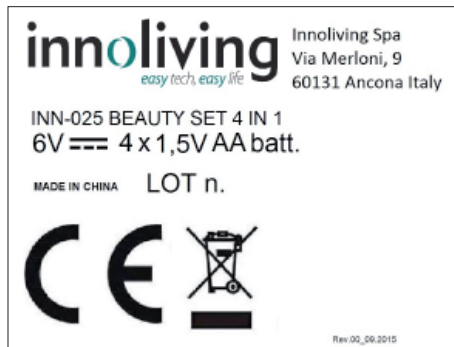 innoliving
easy tech, easy life
Innoliving Spa
Via Merloni, 9
60131 Ancona Italy
INN-025 BEAUTY SET 4 IN 1
6V 4 x 1,5V AA batt.
MADE IN CHINA LOT n.
CE
Rev.00_09.2015